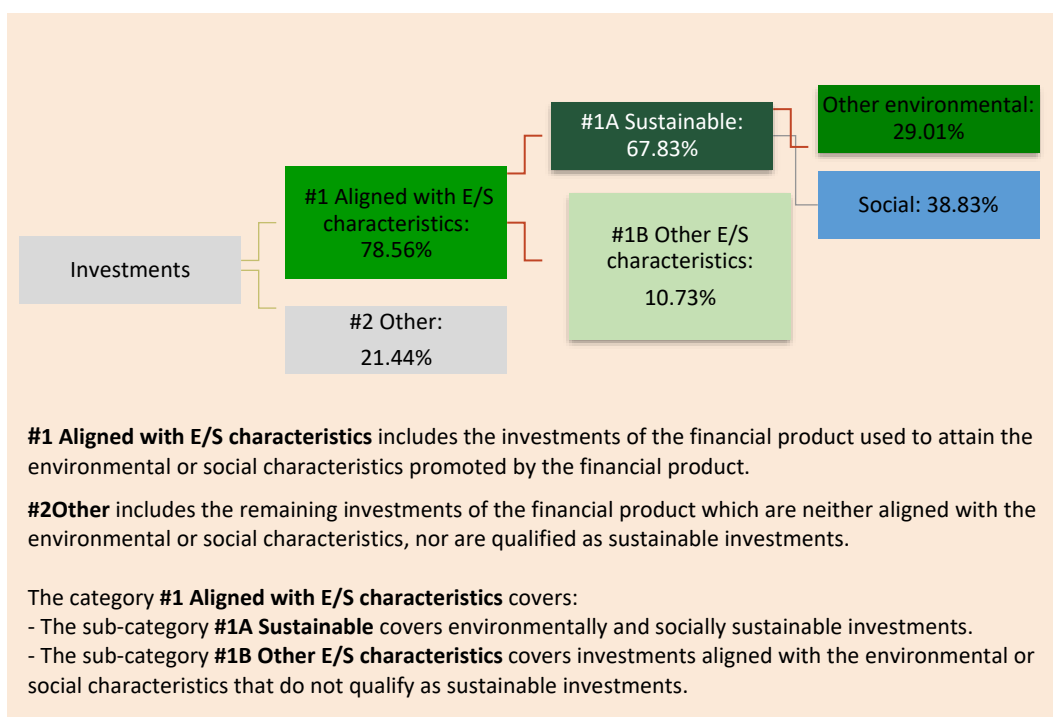 Investments
#1 Aligned with E/S
characteristics:
78.56%
#2 Other:
21.44%
#1A Sustainable:
67.83%
#1B Other E/S
characteristics:
10.73%
Other environmental:
29.01%
Social: 38.83%
#1 Aligned with E/S characteristics includes the investments of the financial product used to attain the
environmental or social characteristics promoted by the financial product.
#2Other includes the remaining investments of the financial product which are neither aligned with the
environmental or social characteristics, nor are qualified as sustainable investments.
The category #1 Aligned with E/S characteristics covers:
- The sub-category #1A Sustainable covers environmentally and socially sustainable investments.
- The sub-category #1B Other E/S characteristics covers investments aligned with the environmental or
social characteristics that do not qualify as sustainable investments.